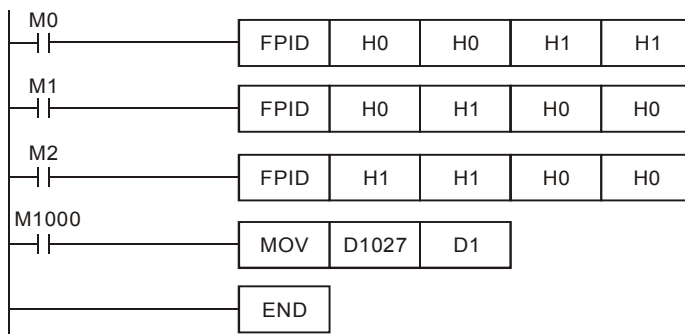 M0
FPID H0 H0 H1 H1
M1
FPID H0 H1 H0 H0
M2
FPID H1 H1 H0 H0
M1000
MOV D1027 D1
END